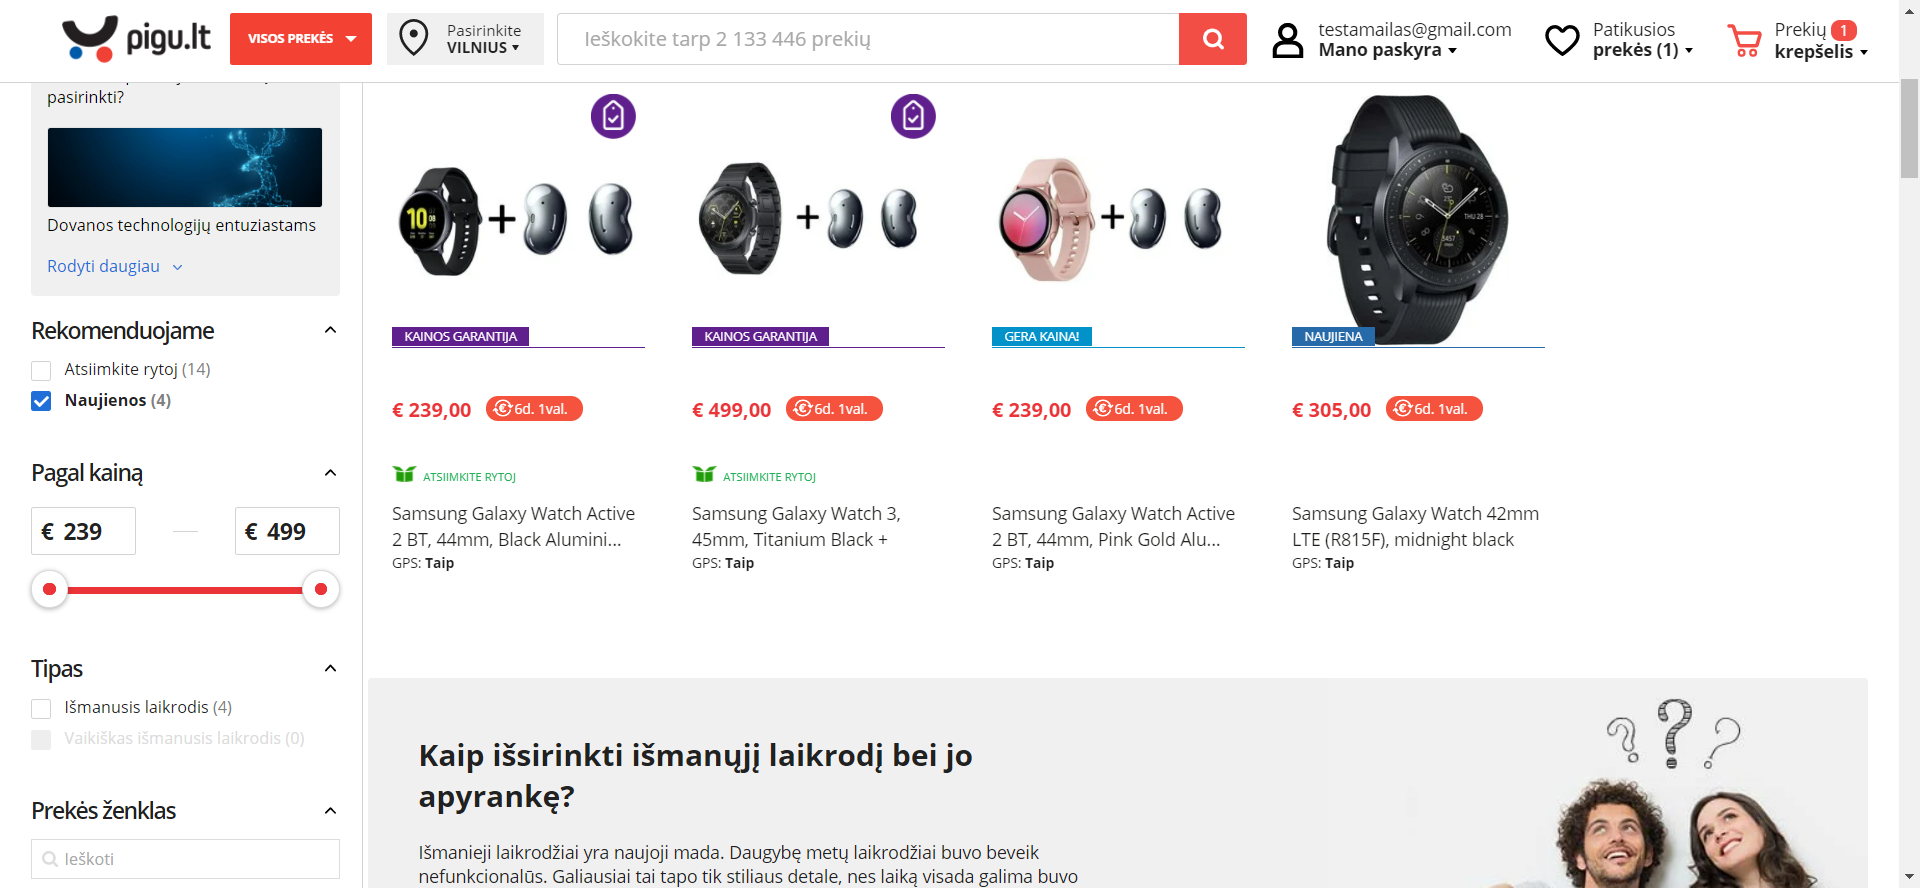 pigu.lt
VISOS PREKĖS
Pasirinkite
VILNIUS
Ieškokite tarp 2 133 446 prekių
testamailas@gmail.com
Mano paskyra
Patikusios
prekės (1)
Prekių 1
krepšelis
pasirinkti?
Dovanos technologijų entuziastams
Rodyti daugiau
Rekomenduojame
Atsiimkite rytoj (14)
Naujienos (4)
Pagal kainą
€ 239
€ 499
Tipas
Išmanusis laikrodis (4)
Vaikiškas išmanusis laikrodis (0)
Prekės ženklas
Ieškoti
KAINOS GARANTIJA
€ 239,00
6d. 1val.
ATSIIMKITE RYTOJ
Samsung Galaxy Watch Active
2 BT, 44mm, Black Alumini...
GPS: Taip
KAINOS GARANTIJA
€ 499,00
6d. 1val.
ATSIIMKITE RYTOJ
Samsung Galaxy Watch 3,
45mm, Titanium Black +
GPS: Taip
GERA KAINA!
€ 239,00
6d. 1val.
Samsung Galaxy Watch Active
2 BT, 44mm, Pink Gold Alu...
GPS: Taip
THU 28
NAUJIENA
€ 305,00
6d. 1val.
Samsung Galaxy Watch 42mm
LTE (R815F), midnight black
GPS: Taip
Kaip išsirinkti išmanųjį laikrodį bei jo
apyrankę?
Išmanieji laikrodžiai yra naujoji mada. Daugybę metų laikrodžiai buvo beveik
nefunkcionalūs. Galiausiai tai tapo tik stiliaus detale, nes laiką visada galima buvo